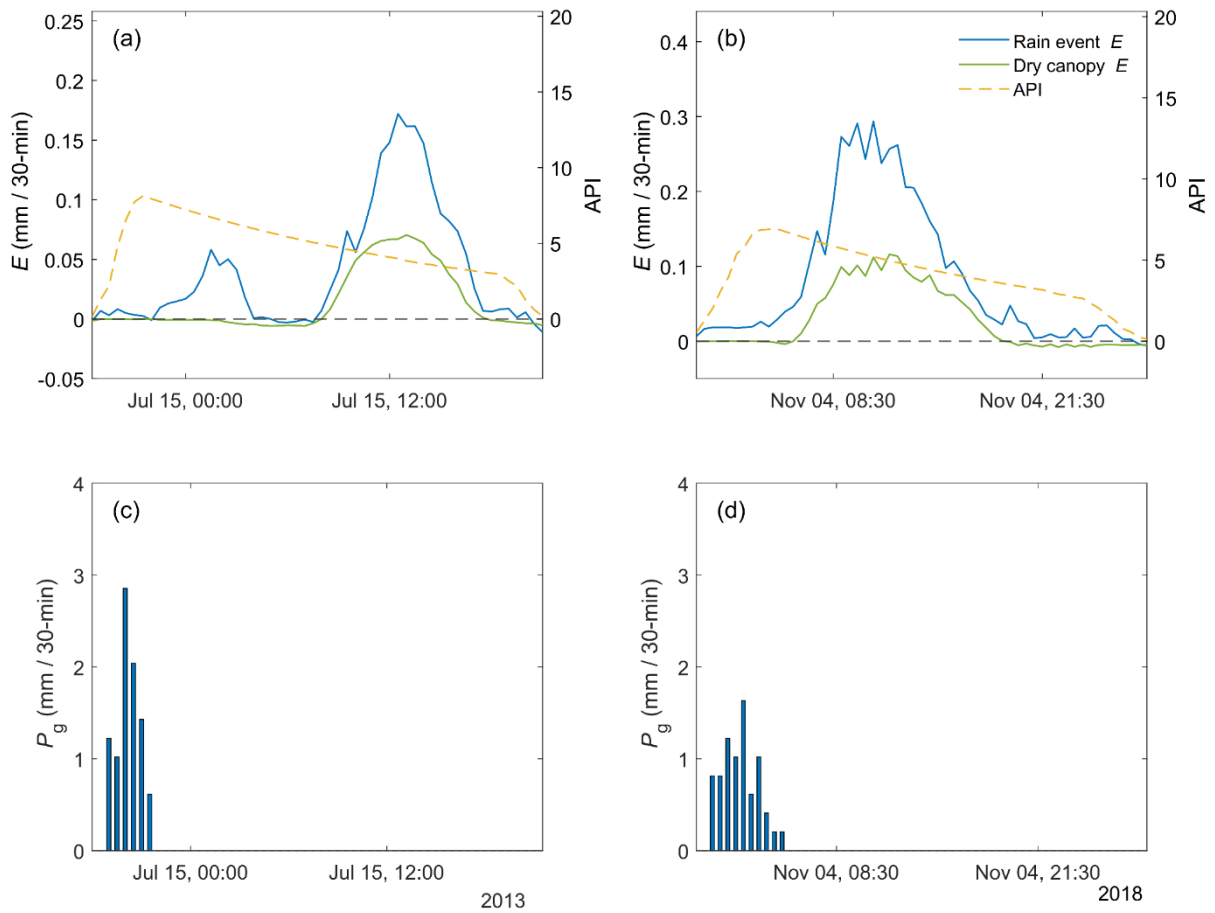 (a)
0.25
0.2
0.15
0.1
0.05
0
-0.05
E (mm / 30-min)
20
15
10
5
0
API
Jul 15, 00:00
Jul 15, 12:00
(b)
Rain event E
Dry canopy E
API
0.4
0.3
0.2
0.1
0
E (mm / 30-min)
20
15
10
5
0
API
Nov 04, 08:30
Nov 04, 21:30
(c)
4
3
2
1
0
Pg (mm / 30-min)
Jul 15, 00:00
Jul 15, 12:00
2013
(d)
4
3
2
1
0
Pg (mm / 30-min)
Nov 04, 08:30
Nov 04, 21:30
2018